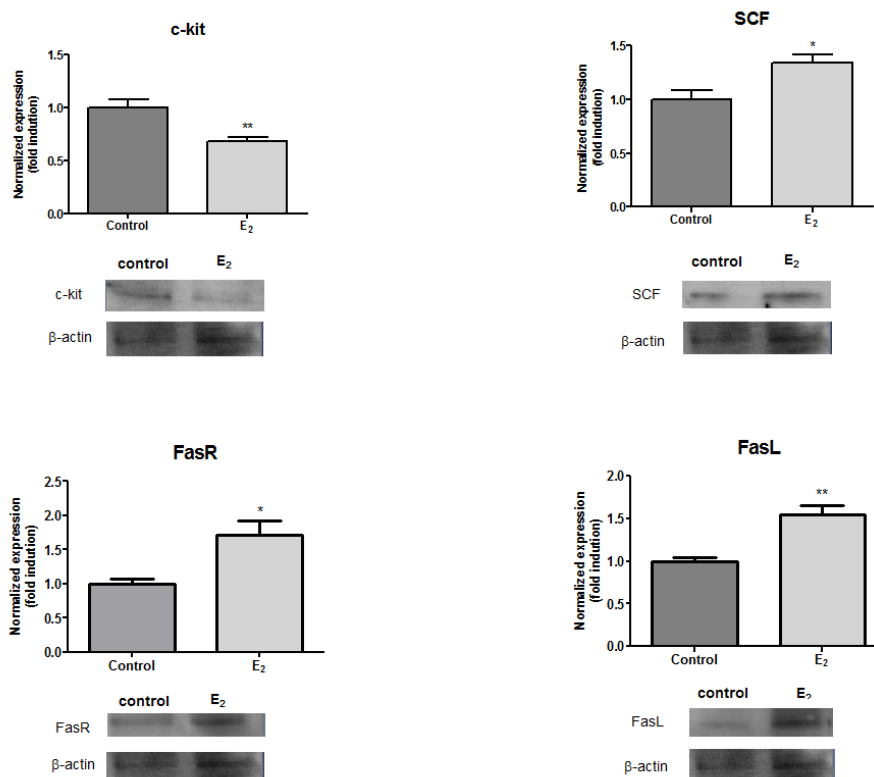 c-kit
Normalized expression
(fold indution)
1.5
1.0
0.5
0.0
**
Control
E2
control E2
c-kit
β-actin
SCF
Normalized expression
(fold indution)
1.5
1.0
0.5
0.0
*
Control
E2
control E2
SCF
β-actin
FasR
Normalized expression
(fold indution)
2.5
2.0
1.5
1.0
0.5
0.0
*
Control
E2
control E2
FasR
β-actin
FasL
Normalized expression
(fold indution)
2.0
1.5
1.0
0.5
0.0
**
Control
E2
control E2
FasL
β-actin